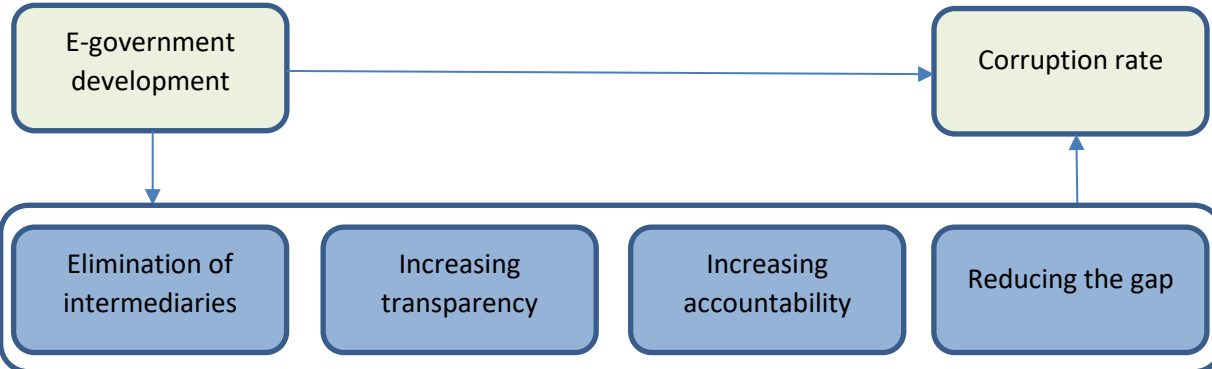 E-government
development
Corruption rate
Elimination of
intermediaries
Increasing
transparency
Increasing
accountability
Reducing the gap